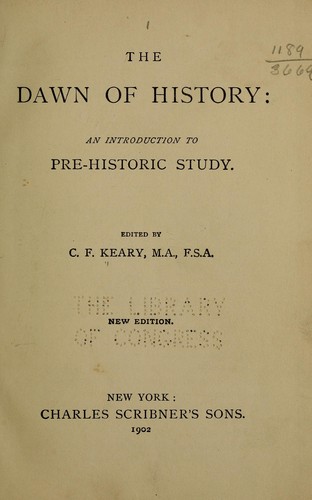 1
1189
3669
THE
DAWN OF HISTORY:
AN INTRODUCTION TO
PRE-HISTORIC STUDY.
EDITED BY
C. F. KEARY, M.A., F.S.A.
THE LIBRARY
NEW EDITION.
OF CONGRESS
NEW YORK:
CHARLES SCRIBNER'S SONS.
1902